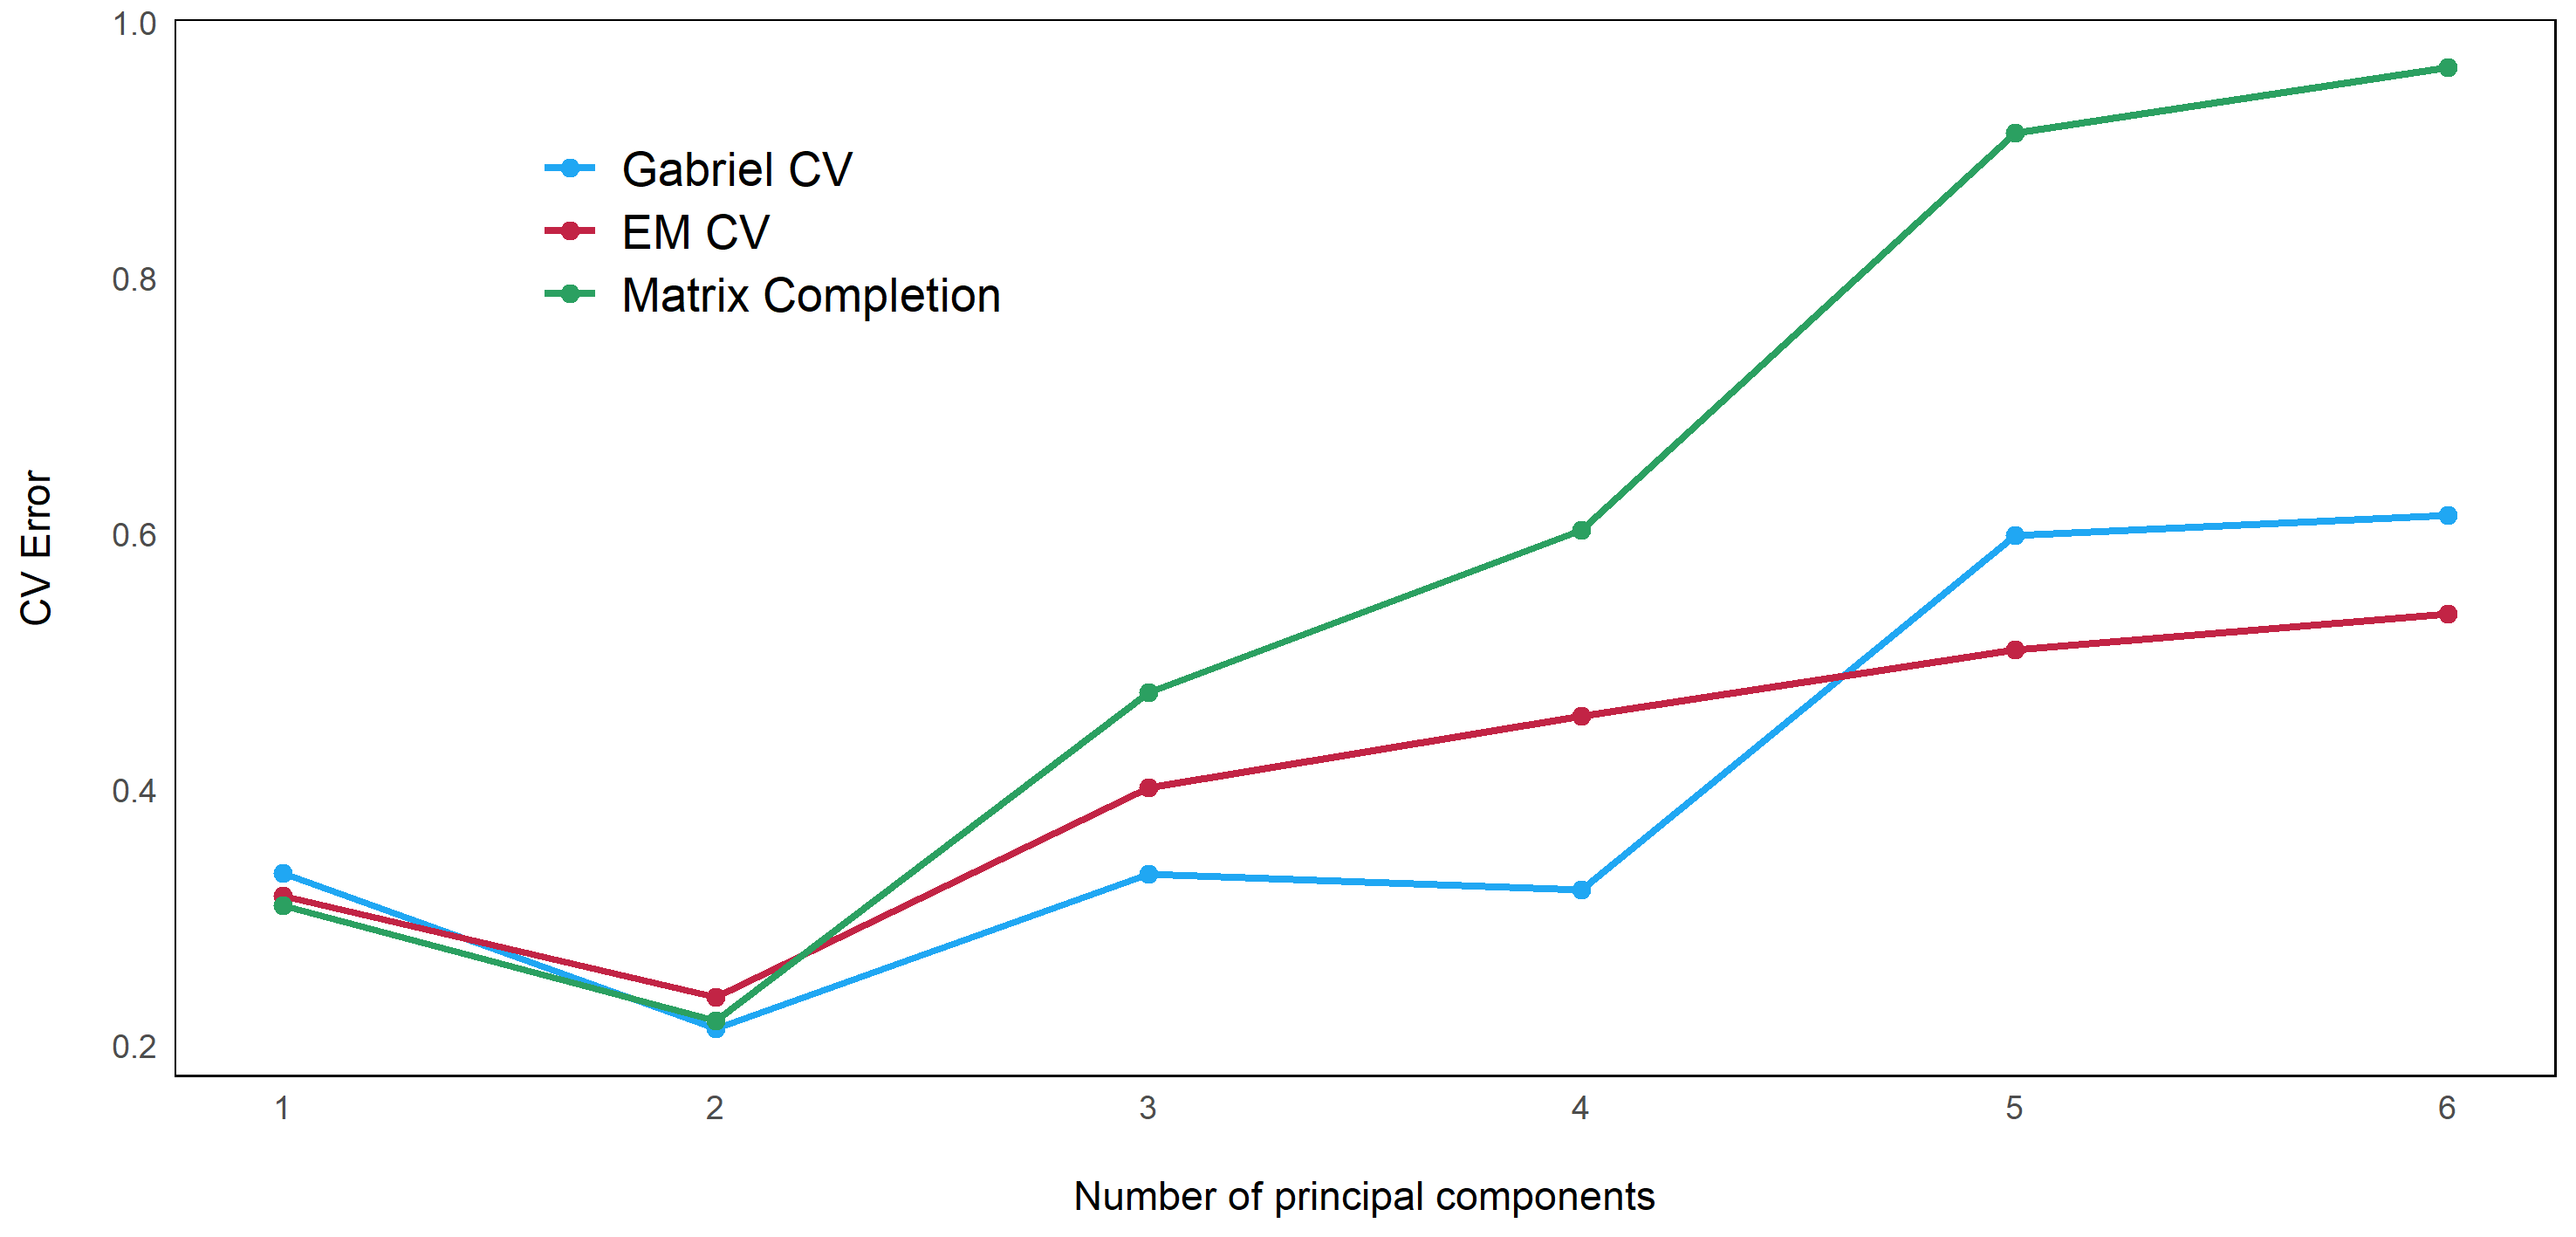 1.0
0.8
0.6
0.4
0.2
CV Error
Gabriel CV
EM CV
Matrix Completion
1 2 3 4 5 6
Number of principal components